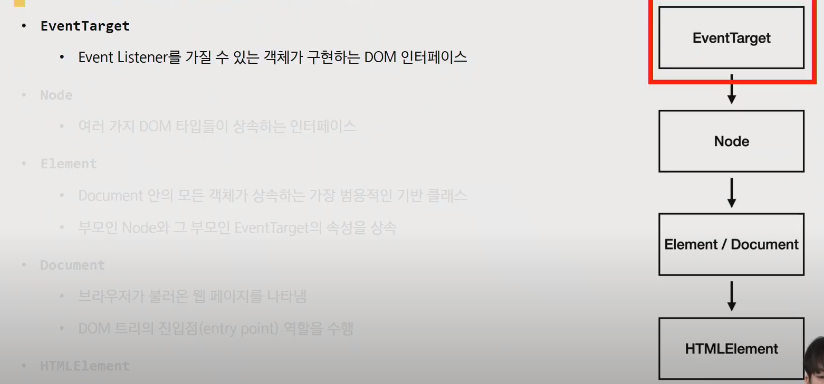 EventTarget
Event Listener를 가질 수 있는 객체가 구현하는 DOM 인터페이스
Node
여러 가지 DOM 타입들이 상속하는 인터페이스
Element
Document 안의 모든 객체가 상속하는 가장 범용적인 기반 클래스
부모인 Node와 그 부모인 EventTarget의 속성을 상속
Document
브라우저가 불러온 웹 페이지를 나타냄
DOM 트리의 진입점(entry point) 역할을 수행
HTMLElement
EventTarget
Node
Element / Document
HTMLElement